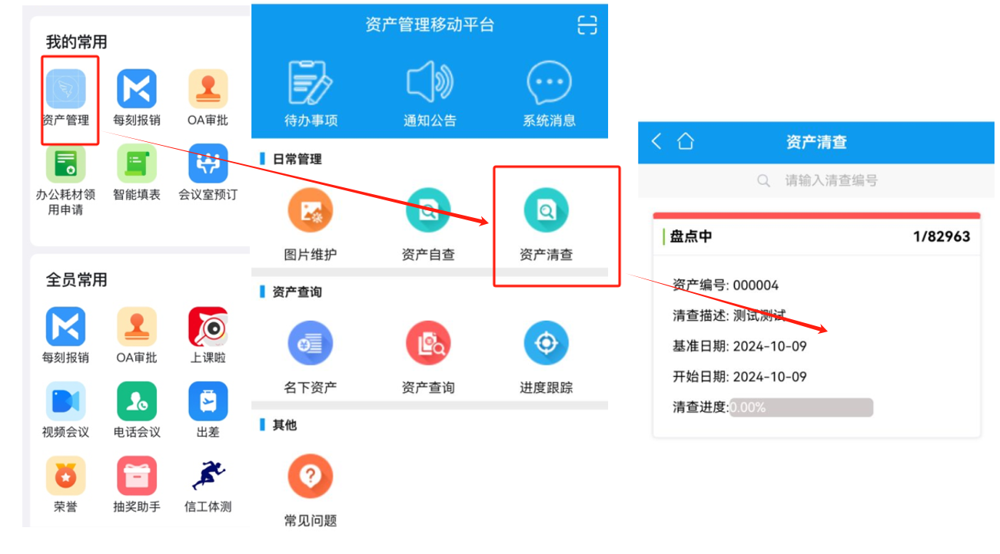 我的常用
资产管理
每刻报销
OA审批
办公耗材领
用申请
智能填表
会议室预订
全员常用
每刻报销
OA审批
上课啦
视频会议
电话会议
出差
荣誉
抽奖助手
信工体测
资产管理移动平台
待办事项
通知公告
系统消息
日常管理
图片维护
资产自查
资产清查
资产查询
名下资产
资产查询
进度跟踪
其他
常见问题
资产清查
请输入清查编号
盘点中 1/82963
资产编号: 000004
清查描述: 测试测试
基准日期: 2024-10-09
开始日期: 2024-10-09
清查进度:0.00%